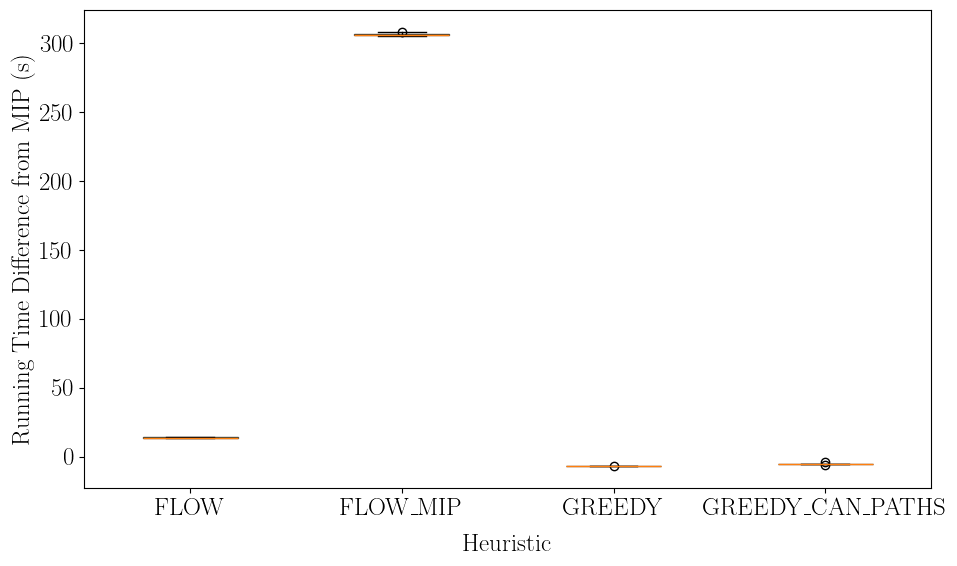 Running Time Difference from MIP (s)
300
250
200
150
100
50
0
FLOW
FLOW_MIP
GREEDY
GREEDY_CAN_PATHS
Heuristic